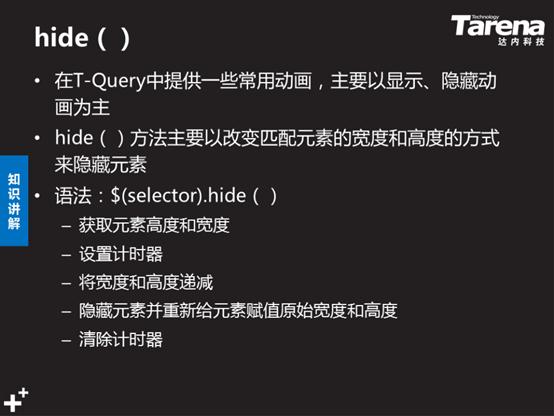 hide（ ）
Technology
Tarena
达内科技
• 在T-Query中提供一些常用动画，主要以显示、隐藏动
画为主
• hide（ ）方法主要以改变匹配元素的宽度和高度的方式
来隐藏元素
知识讲解
• 语法：$(selector).hide（ ）
– 获取元素高度和宽度
– 设置计时器
– 将宽度和高度递减
– 隐藏元素并重新给元素赋值原始宽度和高度
– 清除计时器